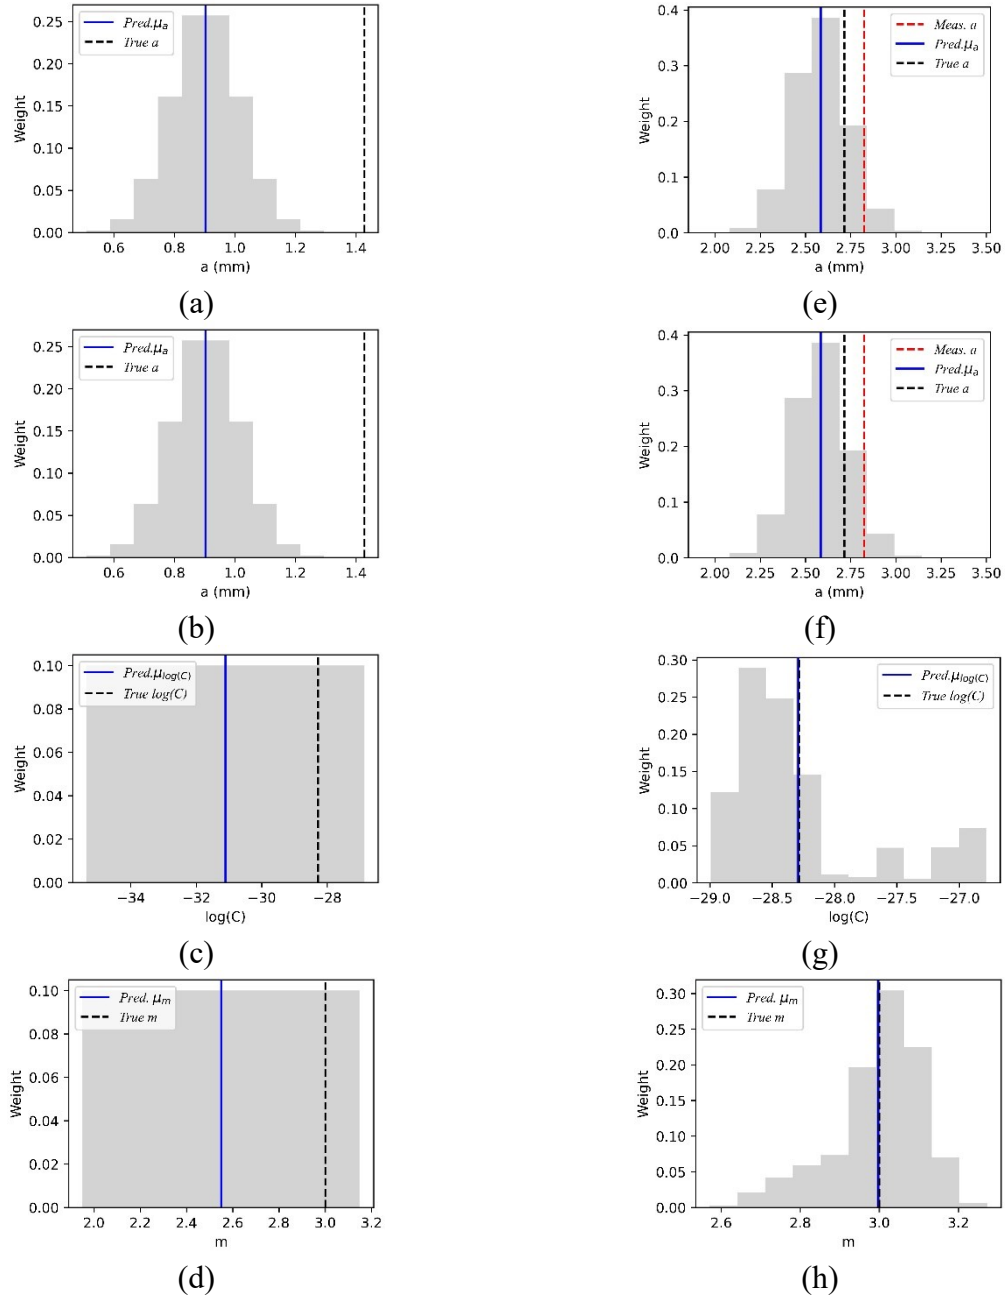 Pred.μa
True a
Weight
0.25
0.20
0.15
0.10
0.05
0.00
0.6 0.8 1.0 1.2 1.4
a (mm)
(a)
Meas. a
Pred.μa
True a
Weight
0.4
0.3
0.2
0.1
0.0
2.00 2.25 2.50 2.75 3.00 3.25 3.50
a (mm)
(e)
Pred.μa
True a
Weight
0.25
0.20
0.15
0.10
0.05
0.00
0.6 0.8 1.0 1.2 1.4
a (mm)
(b)
Meas. a
Pred.μa
True a
Weight
0.4
0.3
0.2
0.1
0.0
2.00 2.25 2.50 2.75 3.00 3.25 3.50
a (mm)
(f)
Pred.μlog(C)
True log(C)
Weight
0.10
0.08
0.06
0.04
0.02
0.00
−34 −32 −30 −28
log(C)
(c)
Pred.μlog(C)
True log(C)
Weight
0.30
0.25
0.20
0.15
0.10
0.05
0.00
−29.0 −28.5 −28.0 −27.5 −27.0
log(C)
(g)
Pred. μm
True m
Weight
0.10
0.08
0.06
0.04
0.02
0.00
2.0 2.2 2.4 2.6 2.8 3.0 3.2
m
(d)
Pred. μm
True m
Weight
0.30
0.25
0.20
0.15
0.10
0.05
0.00
2.6 2.8 3.0 3.2
m
(h)